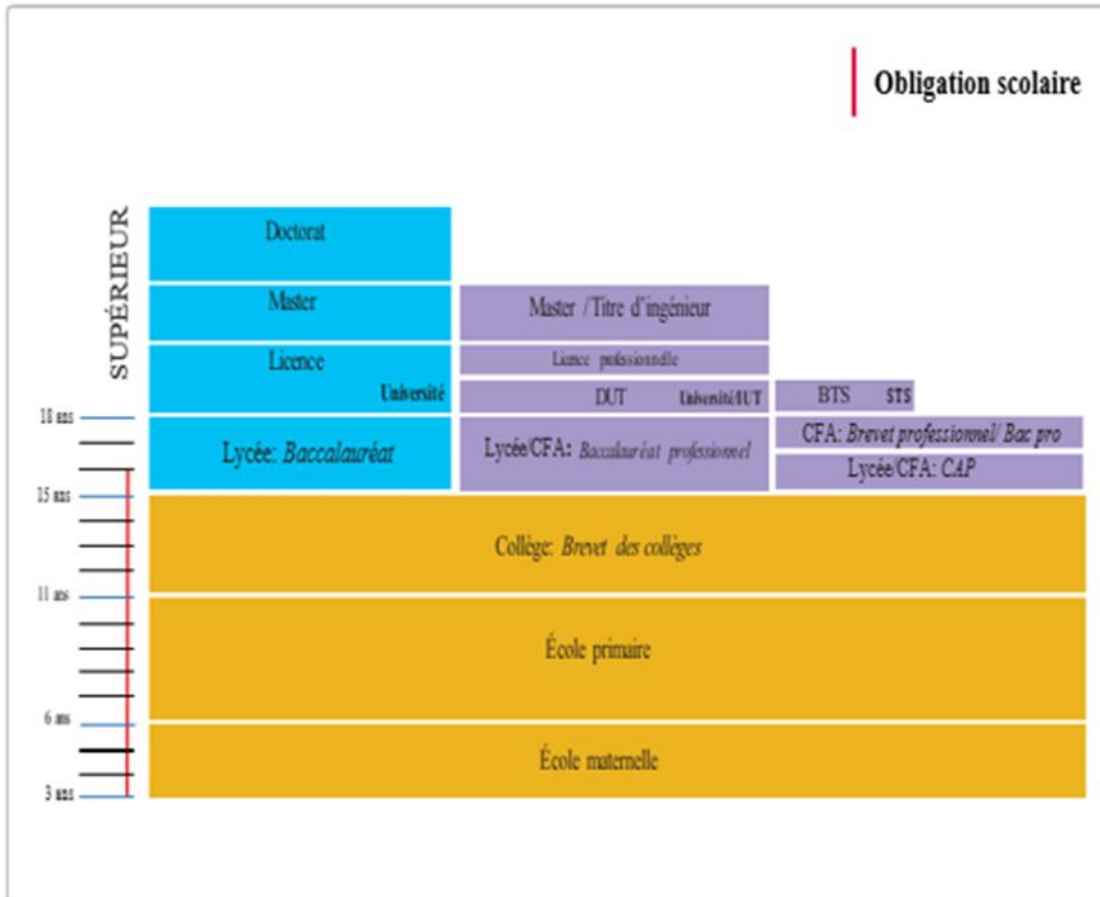 Obligation scolaire
SUPÉRIEUR
Doctorat
Master
Master / Titre d'ingénieur
Licence
Licence professionnelle
Université
DUT Université/IUT
BTS STS
18 ans
Lycée: Baccalauréat
Lycée/CFA: Baccalauréat professionnel
CFA: Brevet professionnel/ Bac pro
Lycée/CFA: CAP
15 ans
Collège: Brevet des collèges
11 ans
École primaire
6 ans
École maternelle
3 ans